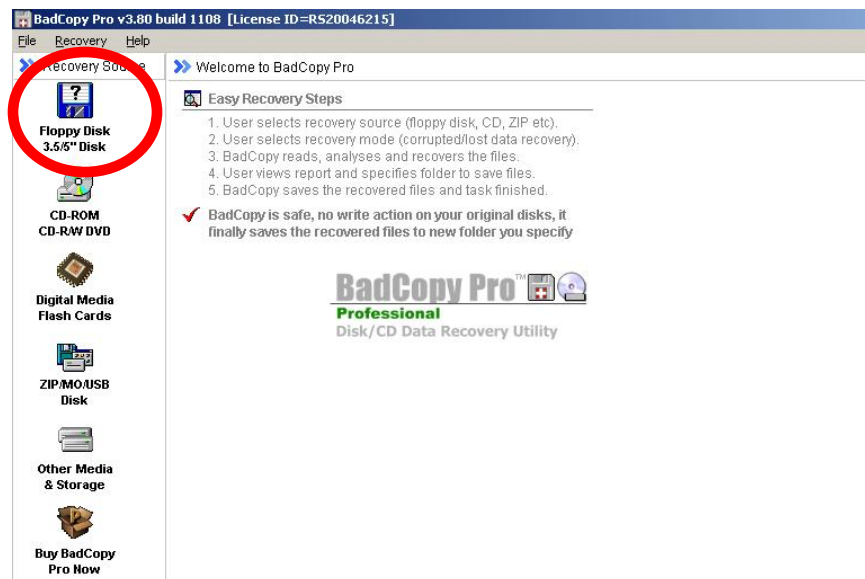 BadCopy Pro v3.80 build 1108 [License ID=RS20046215]
File Recovery Help
Recovery Source
Welcome to BadCopy Pro
Floppy Disk
3.5/5" Disk
CD-ROM
CD-R/W DVD
Digital Media
Flash Cards
ZIP/MO/USB
Disk
Other Media
& Storage
Buy BadCopy
Pro Now
Easy Recovery Steps
1. User selects recovery source (floppy disk, CD, ZIP etc).
2. User selects recovery mode (corrupted/lost data recovery).
3. BadCopy reads, analyses and recovers the files.
4. User views report and specifies folder to save files.
5. BadCopy saves the recovered files and task finished.
BadCopy is safe, no write action on your original disks, it
finally saves the recovered files to new folder you specify
BadCopy Pro™
Professional
Disk/CD Data Recovery Utility